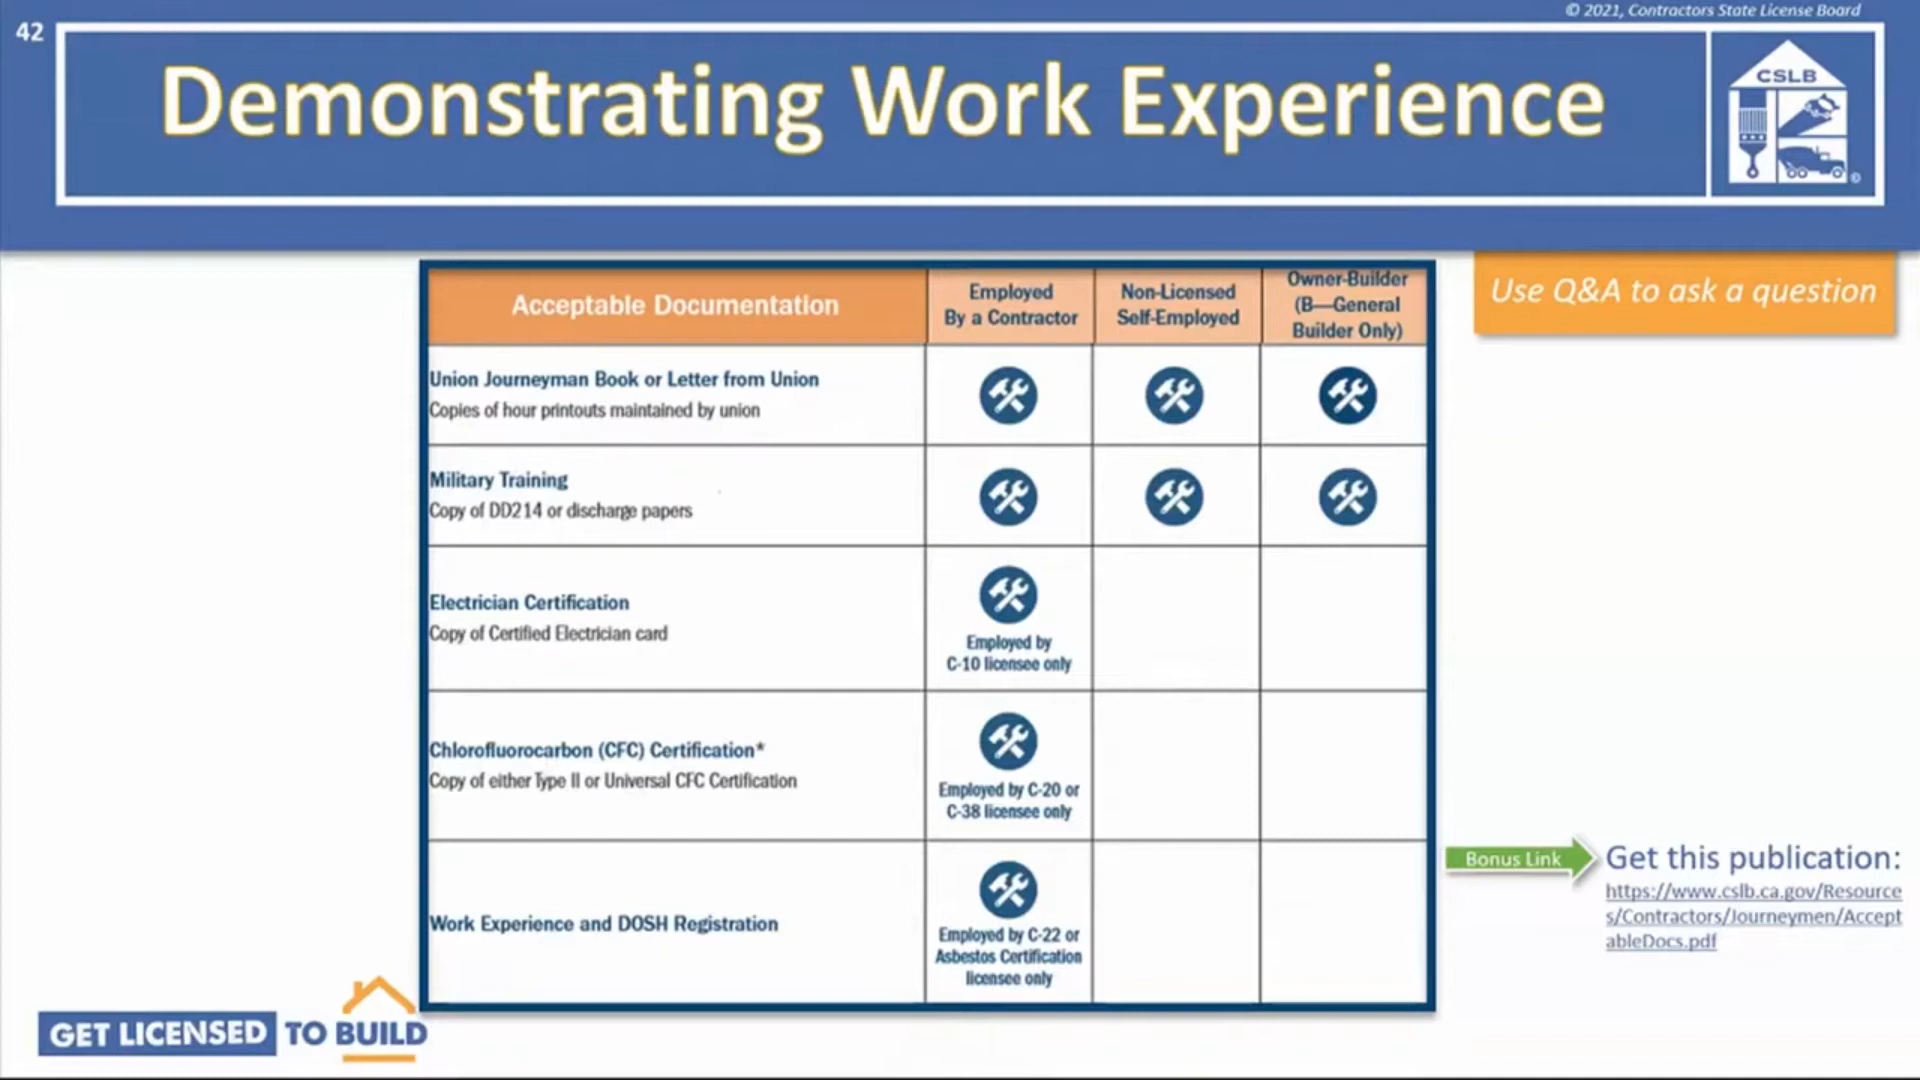 © 2021, Contractors State License Board
42
Demonstrating Work Experience
CSLB
©
Use Q&A to ask a question
Acceptable Documentation
Employed
By a Contractor
Non-Licensed
Self-Employed
Owner-Builder
(B—General
Builder Only)
Union Journeyman Book or Letter from Union
Copies of hour printouts maintained by union
Military Training
Copy of DD214 or discharge papers
Electrician Certification
Copy of Certified Electrician card
Employed by
C-10 licensee only
Chlorofluorocarbon (CFC) Certification*
Copy of either Type II or Universal CFC Certification
Employed by C-20 or
C-38 licensee only
Work Experience and DOSH Registration
Employed by C-22 or
Asbestos Certification
licensee only
Bonus Link
Get this publication:
https://www.cslb.ca.gov/Resource
s/Contractors/Journeymen/Accept
ableDocs.pdf
GET LICENSED TO BUILD